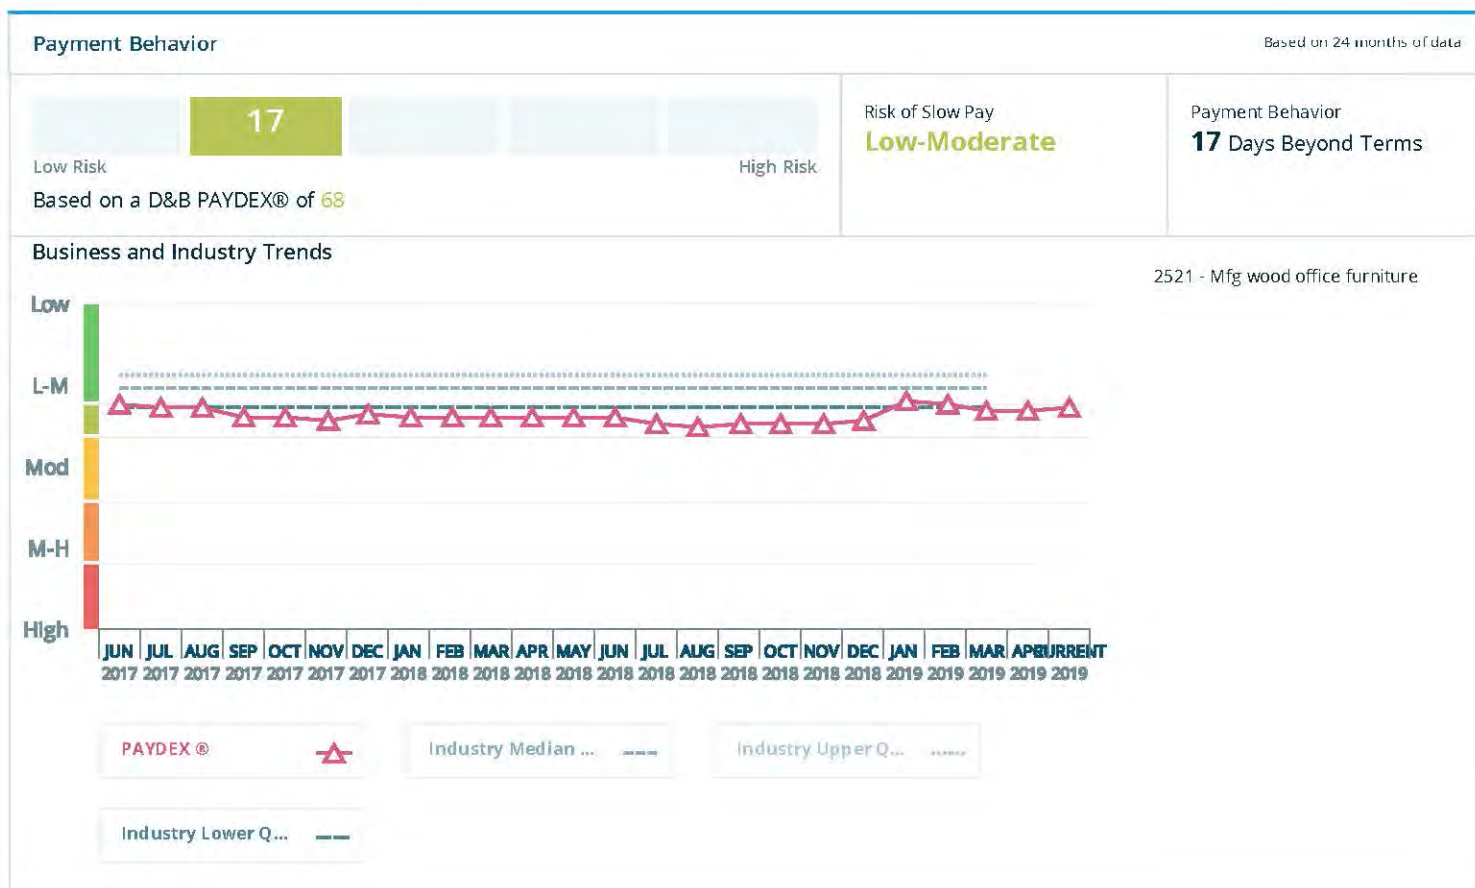 Payment Behavior
Based on 24 months of data
17
Low Risk
High Risk
Based on a D&B PAYDEX® of 68
Risk of Slow Pay
Low-Moderate
Payment Behavior
17 Days Beyond Terms
Business and Industry Trends
2521 - Mfg wood office furniture
Low
L-M
Mod
M-H
High
JUN JUL AUG SEP OCT NOV DEC JAN FEB MAR APR MAY JUN JUL AUG SEP OCT NOV DEC JAN FEB MAR APR CURRENT
2017 2017 2017 2017 2017 2017 2017 2018 2018 2018 2018 2018 2018 2018 2018 2018 2018 2018 2018 2019 2019 2019 2019 2019
PAYDEX ®
Industry Median ...
Industry Upper Q...
Industry Lower Q...